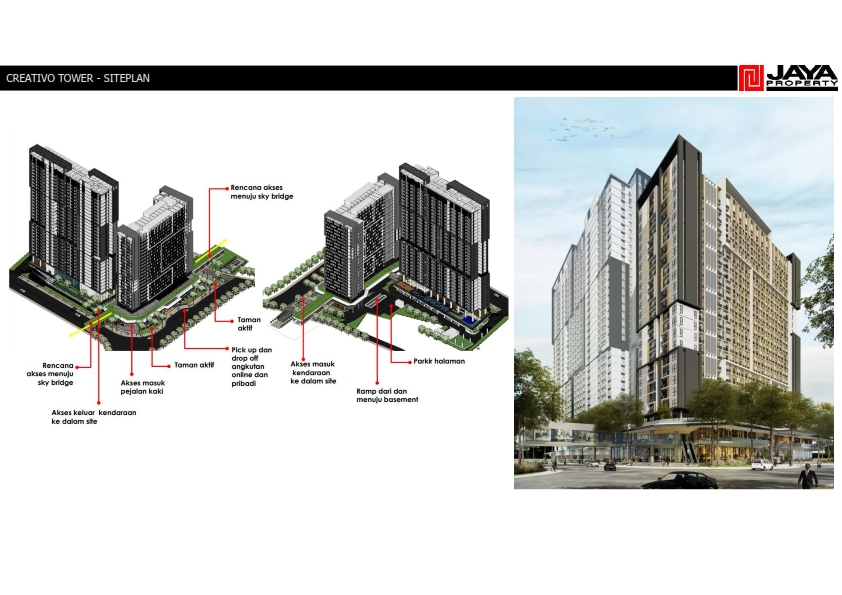 CREATIVO TOWER - SITEPLAN
JAYA
PROPERTY
Rencana akses
menuju sky bridge
Taman
aktif
Pick up dan
drop off
angkutan
online dan
pribadi
Taman aktif
Akses masuk
pejalan kaki
Rencana
akses menuju
sky bridge
Akses keluar kendaraan
ke dalam site
Akses masuk
kendaraan
ke dalam site
Parkir halaman
Ramp dari dan
menuju basement